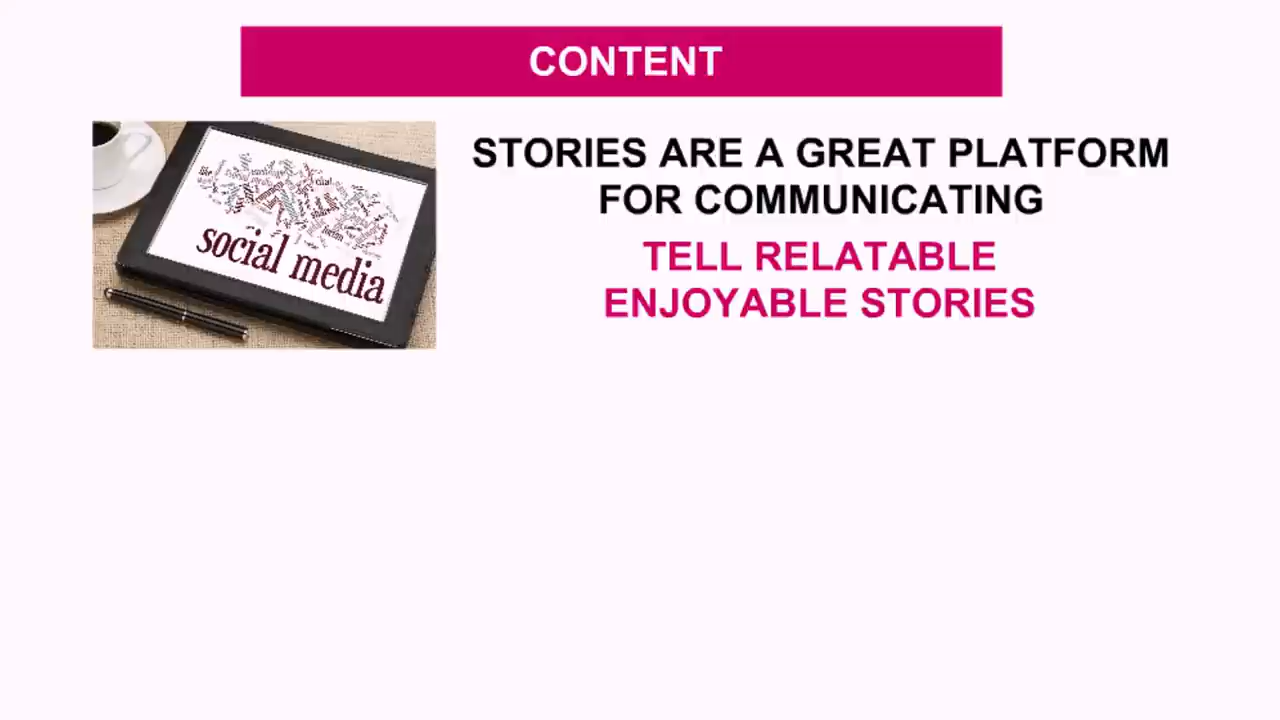 CONTENT
STORIES ARE A GREAT PLATFORM
FOR COMMUNICATING
TELL RELATABLE
ENJOYABLE STORIES
social media